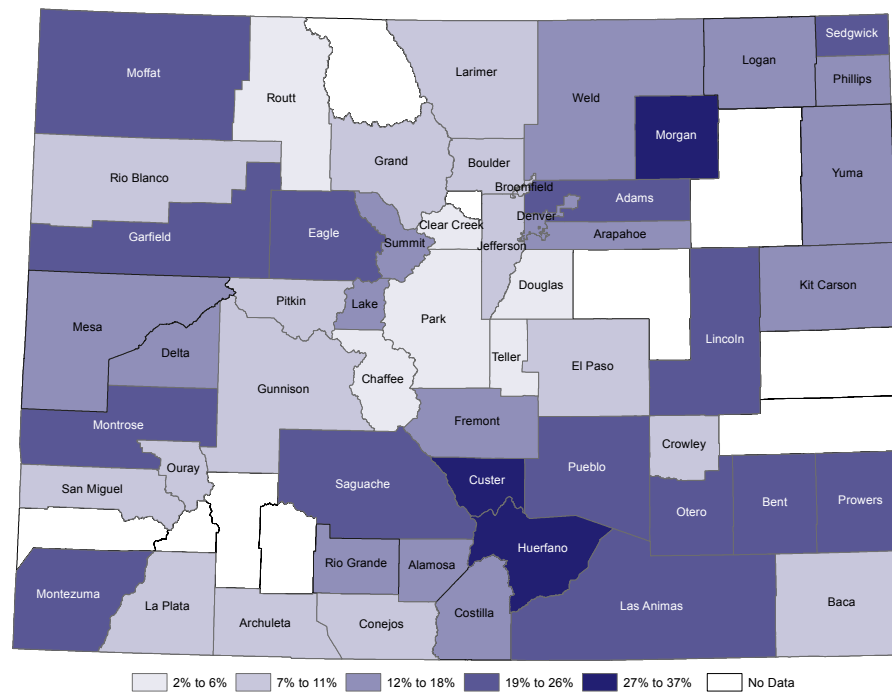 Sedgwick
Logan
Moffat
Larimer
Phillips
Routt
Weld
Morgan
Grand
Boulder
Yuma
Rio Blanco
Broomfield
Adams
Denver
Clear Creek
Eagle
Arapahoe
Garfield
Summit
Jefferson
Douglas
Kit Carson
Pitkin
Lake
Park
Mesa
Lincoln
Delta
Teller
El Paso
Chaffee
Gunnison
Fremont
Montrose
Crowley
Ouray
Pueblo
Custer
Saguache
San Miguel
Prowers
Bent
Otero
Huerfano
Rio Grande
Alamosa
Montezuma
Baca
La Plata
Las Animas
Costilla
Archuleta
Conejos
2% to 6% 7% to 11% 12% to 18% 19% to 26% 27% to 37% No Data